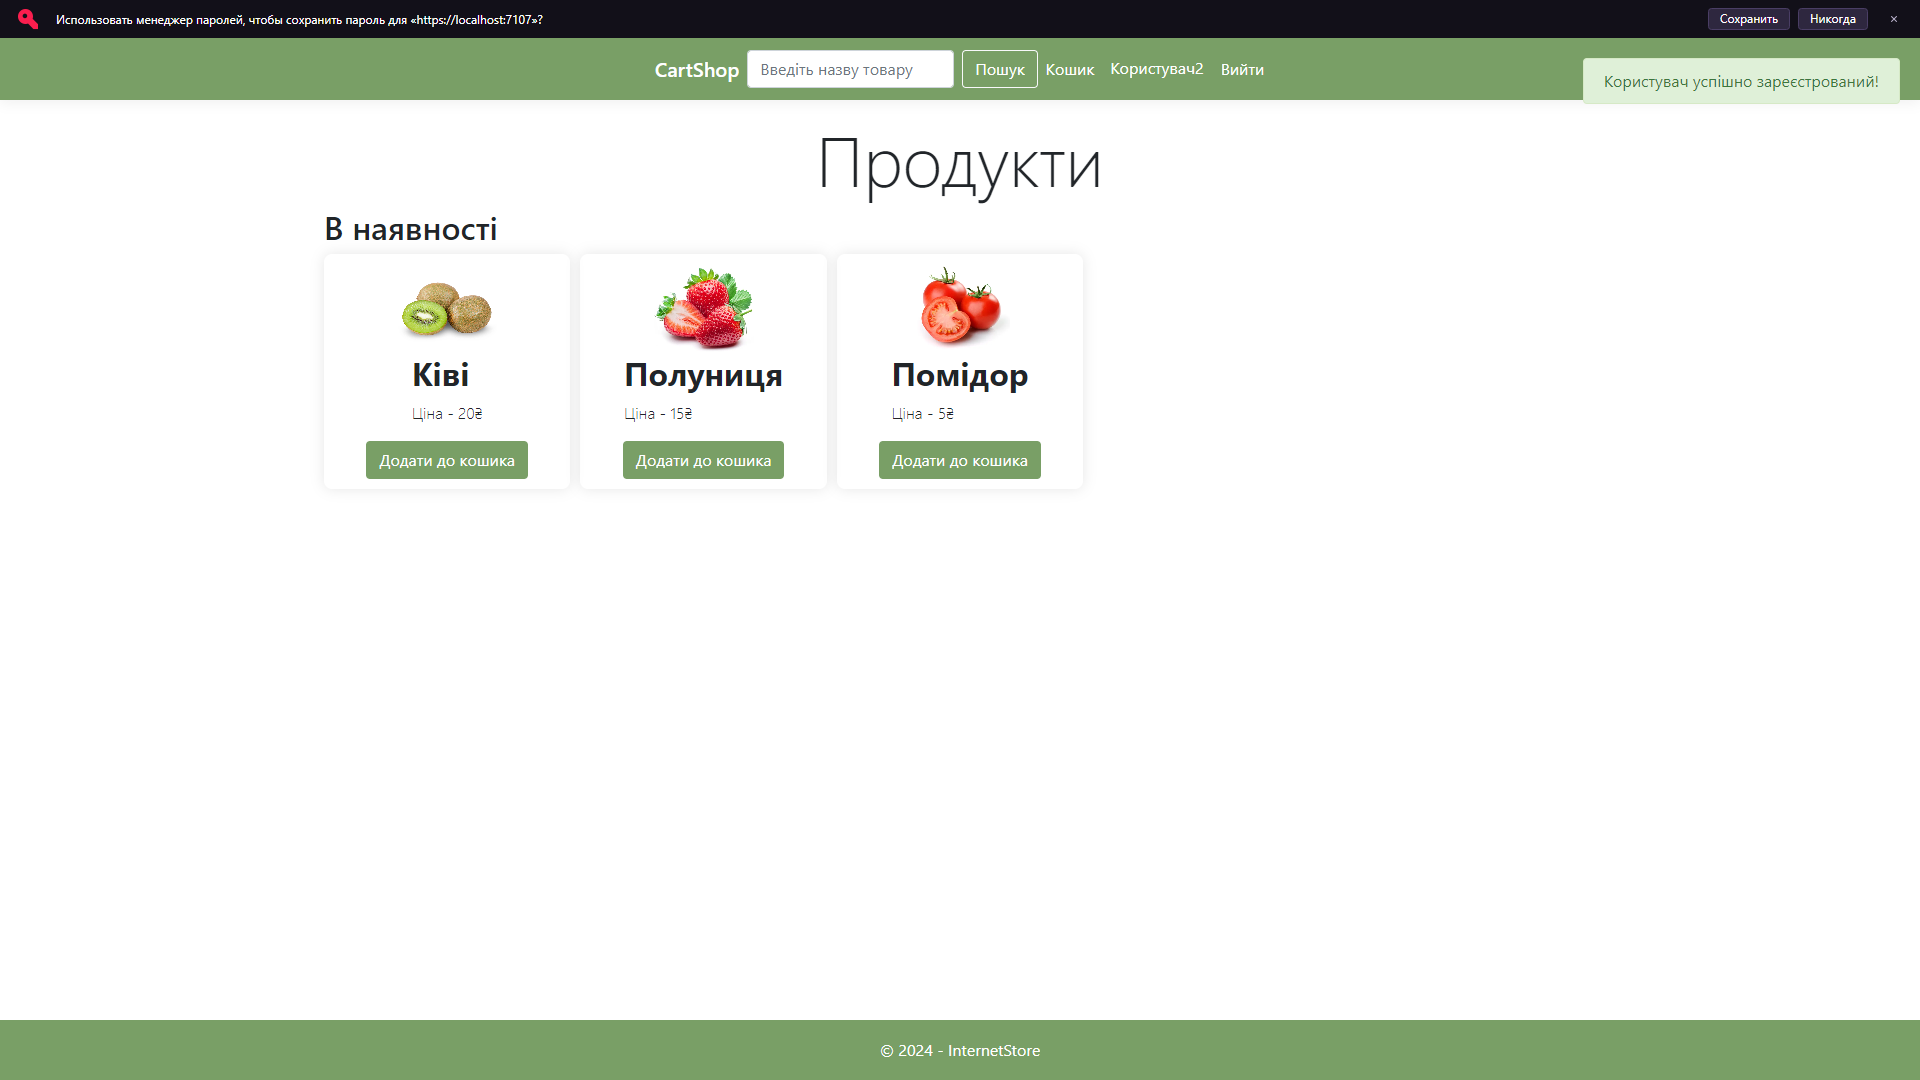 Использовать менеджер паролей, чтобы сохранить пароль для «https://localhost:7107»?
Сохранить
Никогда
×
CartShop
Введіть назву товару
Пошук
Кошик
Користувач2
Вийти
Користувач успішно зареєстрований!
Продукти
В наявності
Ківі
Ціна - 20₴
Додати до кошика
Полуниця
Ціна - 15₴
Додати до кошика
Помідор
Ціна - 5₴
Додати до кошика
© 2024 - InternetStore